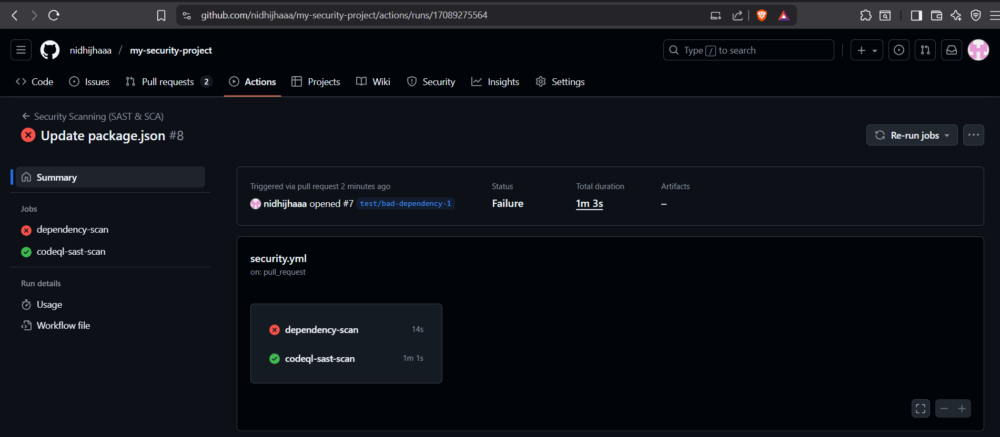 github.com/nidhijhaaa/my-security-project/actions/runs/17089275564
nidhijhaaa / my-security-project
Type / to search
Code Issues Pull requests 2 Actions Projects Wiki Security Insights Settings
Security Scanning (SAST & SCA)
Update package.json #8
Re-run jobs
Summary
Jobs
dependency-scan
codeql-sast-scan
Run details
Usage
Workflow file
Triggered via pull request 2 minutes ago
nidhijhaaa opened #7 test/bad-dependency-1
Status
Failure
Total duration
1m 3s
Artifacts
–
security.yml
on: pull_request
dependency-scan 14s
codeql-sast-scan 1m 1s